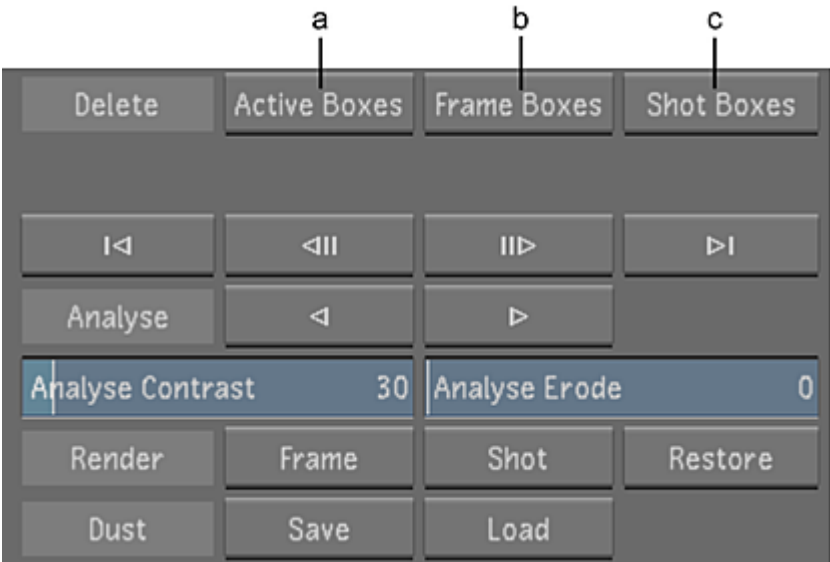 a b c
Delete Active Boxes Frame Boxes Shot Boxes
Analyse
Analyse Contrast 30 Analyse Erode 0
Render Frame Shot Restore
Dust Save Load